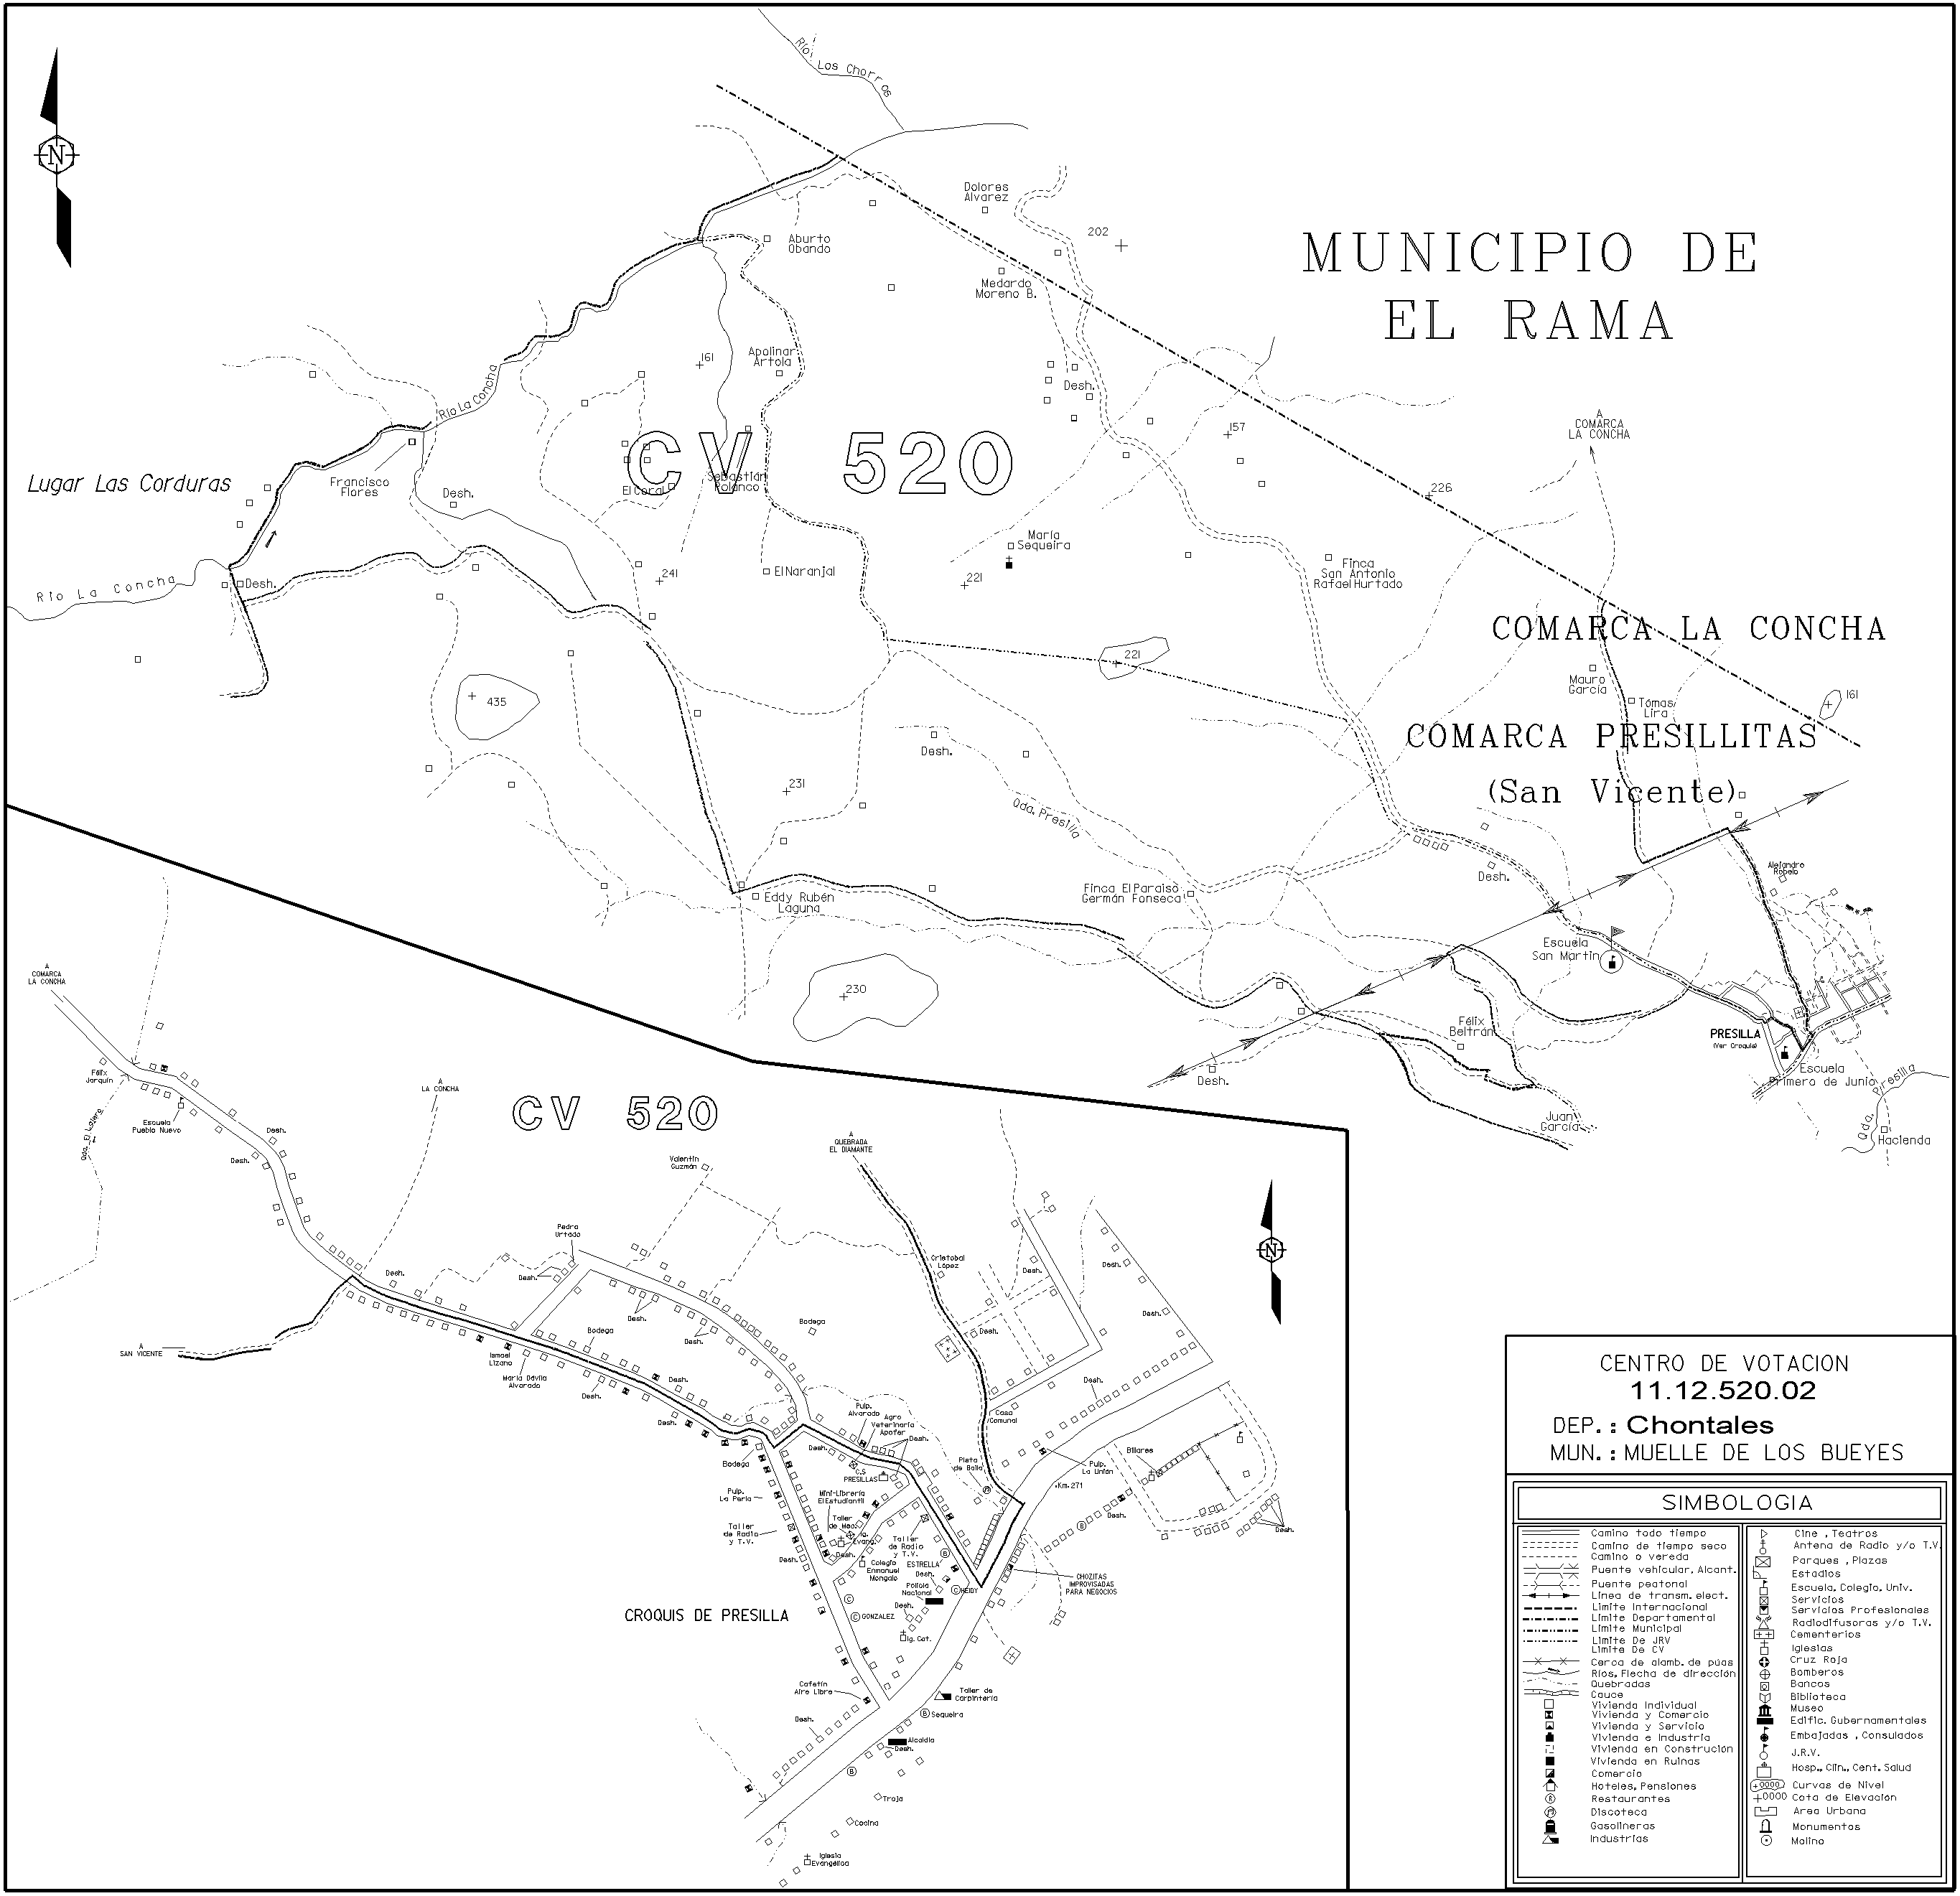 N
Río
Los Chorros
MUNICIPIO DE
EL RAMA
Dolores
Alvarez
202
Aburto
Obando
Medardo
Moreno B.
161
Apolinar
Artola
Río La Concha
Desh.
157
A
COMARCA
LA CONCHA
CV 520
Lugar Las Corduras
Francisco
Flores
Desh.
El Coral
Sebastián
Polanco
226
María
Sequeira
Finca
San Antonio
Rafael Hurtado
241
El Naranjal
221
Río La Concha
Desh.
COMARCA LA CONCHA
221
Mauro
García
Tomas
Lira
161
435
Desh.
COMARCA PRESILLITAS
(San Vicente)
231
Qda. Presilla
Desh.
Alejandro
Robelo
Eddy Rubén
Laguna
Finca El Paraiso
Germán Fonseca
Escuela
San Martin
230
Félix
Beltrán
PRESILLA
(Ver Croquis)
Desh.
Escuela
Primero de Junio
Qda. Presilla
Juan
García
Hacienda
A
COMARCA
LA CONCHA
Félix
Jarquín
Escuela
Pueblo Nuevo
Desh.
Desh.
A
LA CONCHA
CV 520
Valentín
Guzmán
A
QUEBRADA
EL DIAMANTE
N
Pedro
Urtado
Desh.
Desh.
Desh.
Desh.
Bodega
Bodega
Cristobal
López
Desh.
Desh.
Desh.
Desh.
A
SAN VICENTE
Ismael
Lizano
María Dávila
Alvarado
Desh.
Desh.
Desh.
Bodega
Pulp.
Alvarado
Agro
Veterinaria
Apofer
Desh.
Desh.
C.S
PRESILLAS
Casa
Comunal
Desh.
Pista
de Baile
Pulp.
La Unión
Km. 271
Billares
Desh.
Desh.
Pulp.
La Perla
Mini-Librería
El Estudiantil
Taller
de Mec.
Ig.
Evang.
Desh.
Taller
de Radio
y T.V.
Desh.
Taller
de Radio
y T.V.
Colegio
Enmanuel
Mongalo
ESTRELLA
Desh.
Policía
Nacional
HEIDY
Desh.
GONZALEZ
Ig. Cat.
CHOZITAS
IMPROVISADAS
PARA NEGOCIOS
CROQUIS DE PRESILLA
Cafetín
Aire Libre
Desh.
Taller de
Carpintería
Sequeira
Alcaldía
Desh.
Troja
Cocina
Iglesia
Evangélica
CENTRO DE VOTACION
11.12.520.02
DEP. : Chontales
MUN. : MUELLE DE LOS BUEYES
SIMBOLOGIA
Camino todo tiempo
Camino de tiempo seco
Camino o vereda
Puente vehicular, Alcant.
Puente peatonal
Línea de transm. elect.
Limite Internacional
Limite Departamental
Limite Municipal
Limite De JRV
Limite De CV
Cerca de alamb. de púas
Ríos, Flecha de dirección
Quebradas
Cauce
Vivienda Individual
Vivienda y Comercio
Vivienda y Servicio
Vivienda e Industria
Vivienda en Construción
Vivienda en Ruinas
Comercio
Hoteles, Pensiones
Restaurantes
Discoteca
Gasolineras
Industrias
Cine , Teatros
Antena de Radio y/o T.V.
Parques , Plazas
Estadios
Escuela, Colegio, Univ.
Servicios
Servicios Profesionales
Radiodifusoras y/o T.V.
Cementerios
Iglesias
Cruz Roja
Bomberos
Bancos
Biblioteca
Museo
Edific. Gubernamentales
Embajadas , Consulados
J.R.V.
Hosp., Clin., Cent. Salud
Curvas de Nivel
Cota de Elevación
Area Urbana
Monumentos
Molino